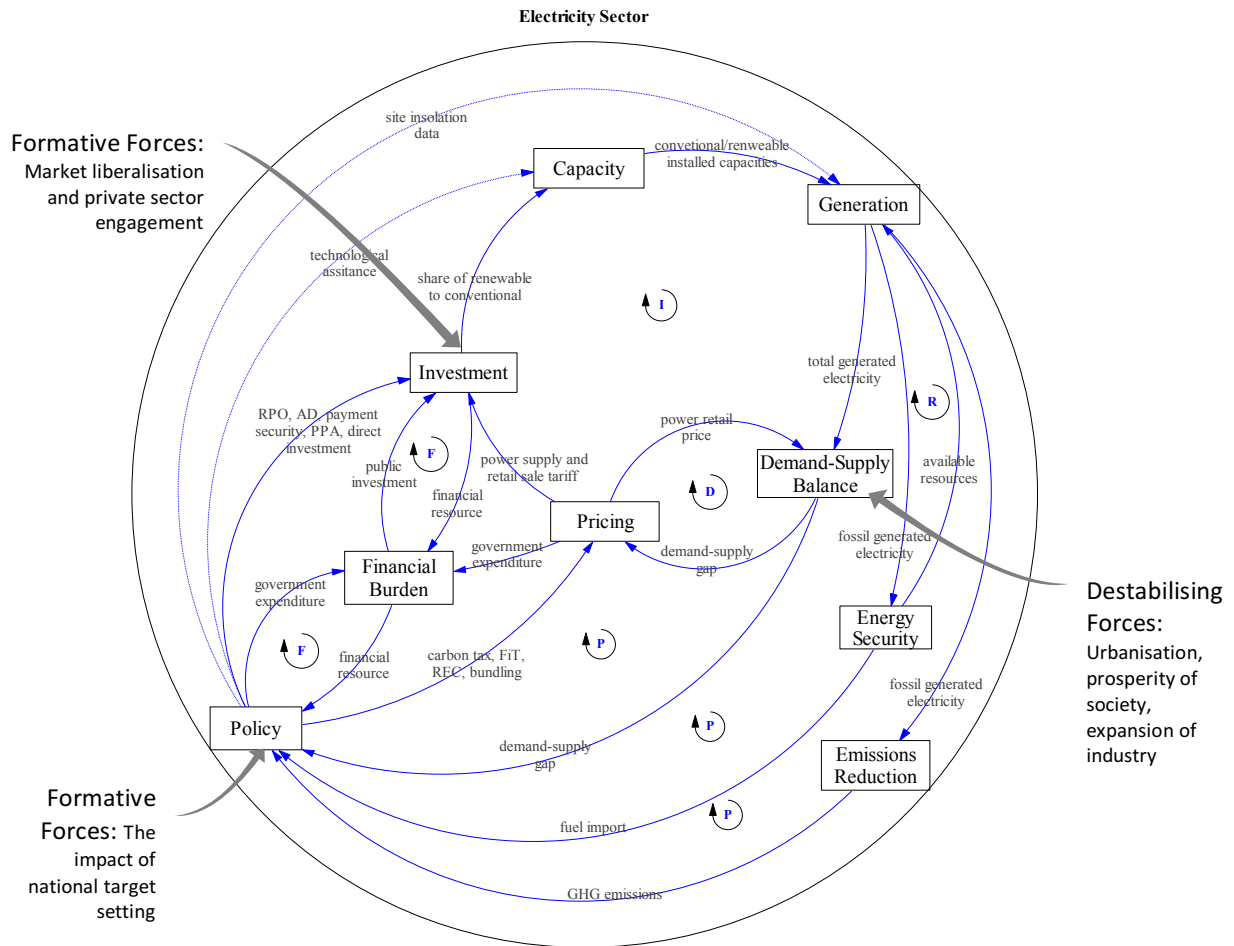 Electricity Sector
site insolation
data
Formative Forces:
Market liberalisation
and private sector
engagement
Capacity
convetional/renweable
installed capacities
Generation
technological
assitance
share of renewable
to conventional
I
Investment
total generated
electricity
R
RPO, AD, payment
security, PPA, direct
investment
F
public
investment
power supply and
retail sale tariff
power retail
price
Demand-Supply
Balance
available
resources
financial
resource
D
Pricing
fossil generated
electricity
government
expenditure
demand-supply
gap
Financial
Burden
government
expenditure
Energy
Security
Destabilising
Forces:
Urbanisation,
prosperity of
society,
expansion of
industry
F
financial
resource
carbon tax, FiT,
REC, bundling
P
fossil generated
electricity
Policy
demand-supply
gap
P
Emissions
Reduction
Formative
Forces: The
impact of
national target
setting
fuel import
P
GHG emissions